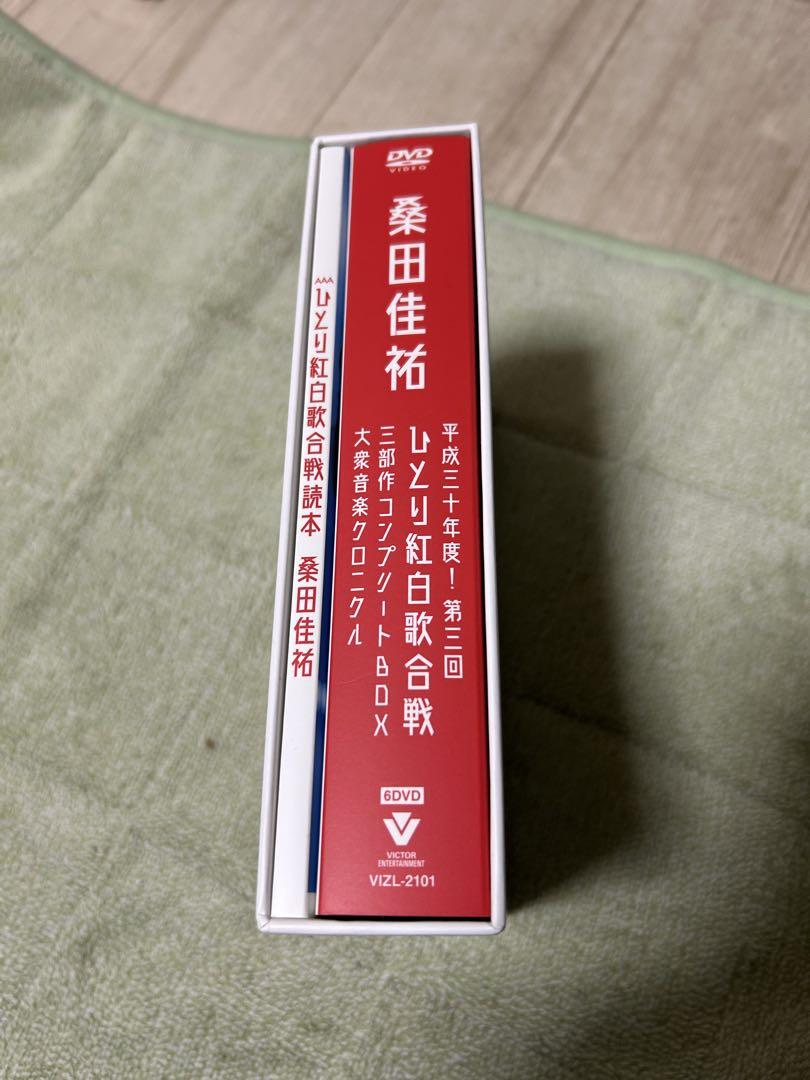 DVD
VIDEO
桑田佳祐
平成三十年度！第三回
ひとり紅白歌合戦
三部作コンプリートBOX
大衆音楽クロニクル
6DVD
VICTOR
ENTERTAINMENT
VIZL-2101
AAA
ひとり紅白歌合戦読本 桑田佳祐